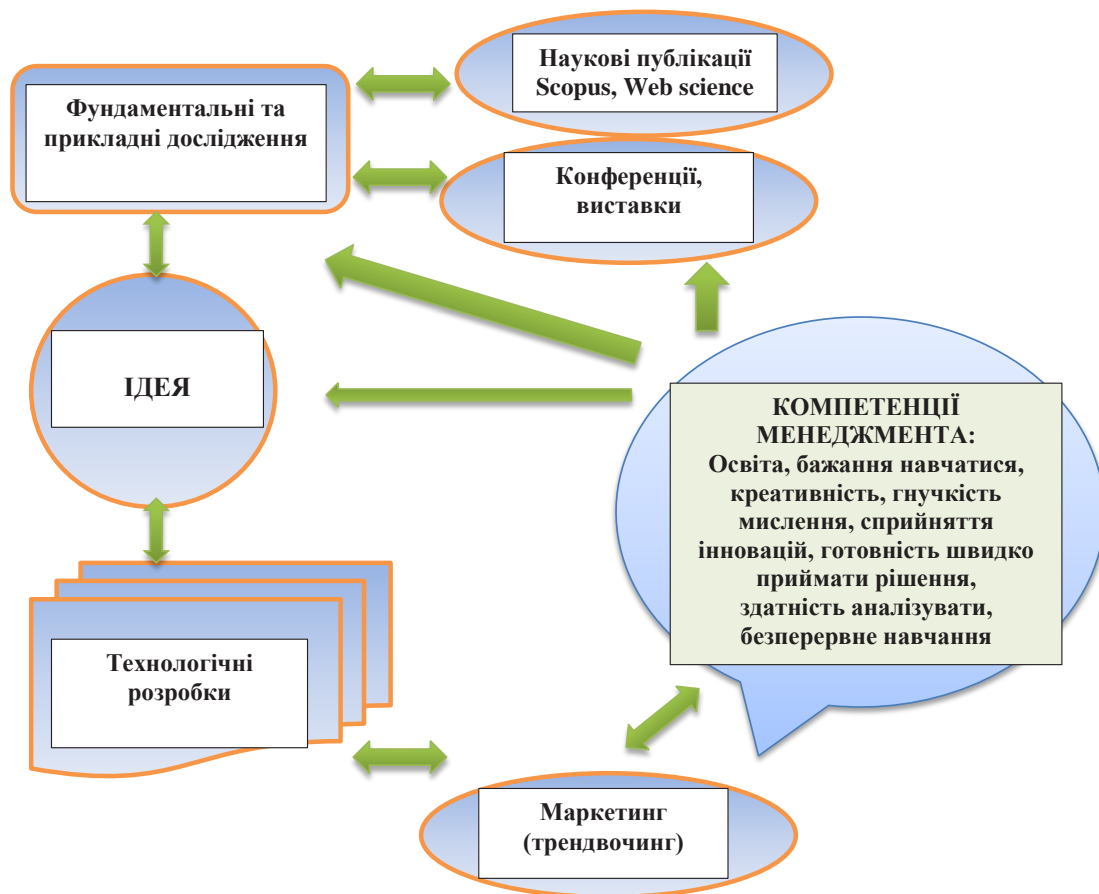 Наукові публікації
Scopus, Web science
Фундаментальні та
прикладні дослідження
Конференції,
виставки
ІДЕЯ
КОМПЕТЕНЦІЇ
МЕНЕДЖМЕНТА:
Освіта, бажання навчатися,
креативність, гнучкість
мислення, сприйняття
інновацій, готовність швидко
приймати рішення,
здатність аналізувати,
безперервне навчання
Технологічні
розробки
Маркетинг
(трендвочинг)